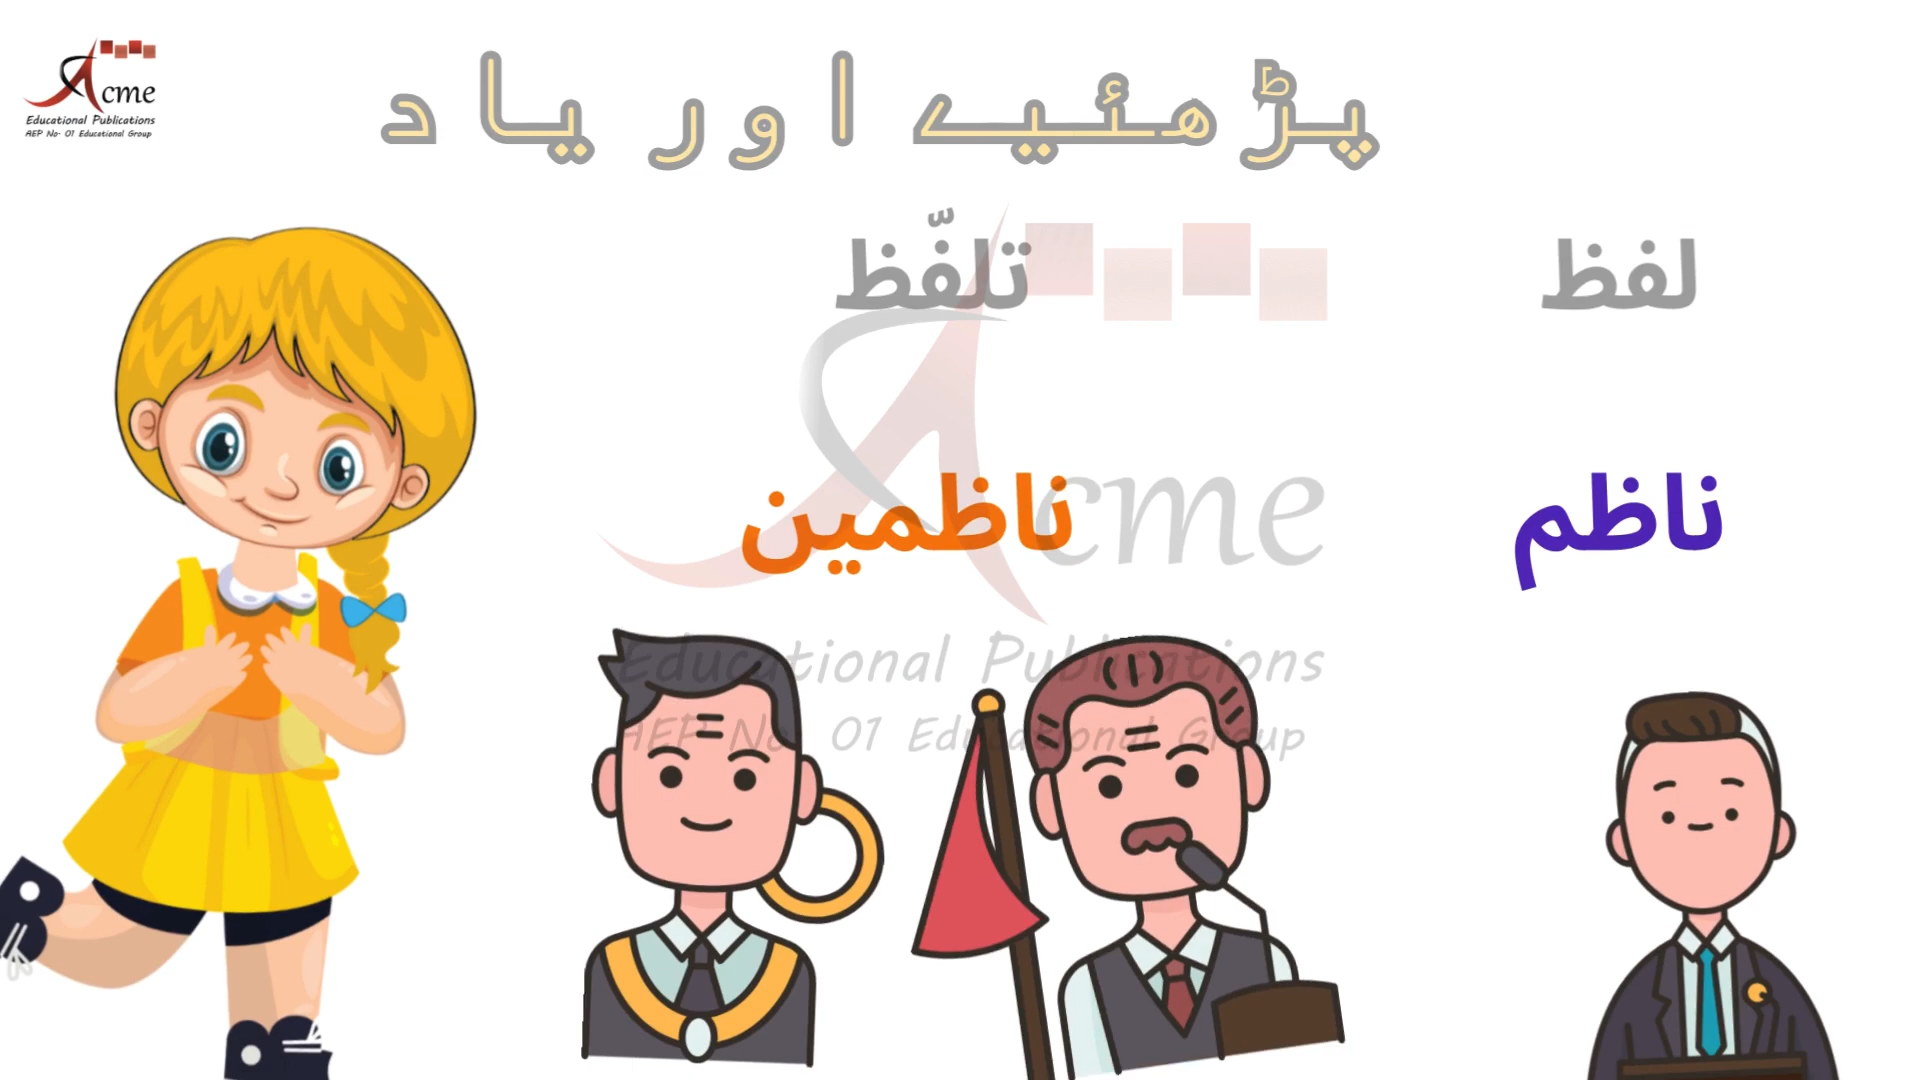 Acme
Educational Publications
AEP No. 01 Educational Group
پڑھئیے اور یاد
لفظ تلفّظ
ناظم ناظمین
Acme
Educational Publications
AEP No. 01 Educational Group